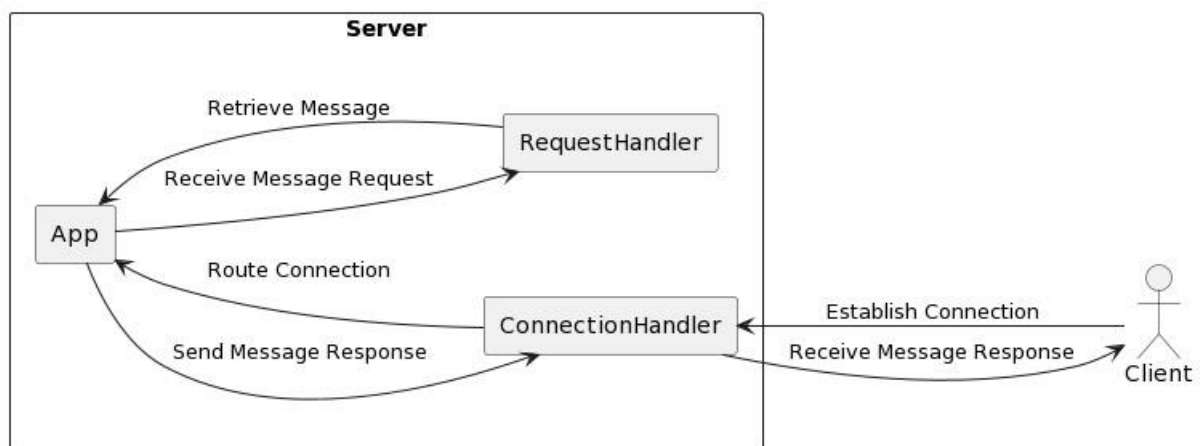 Server
Retrieve Message
RequestHandler
Receive Message Request
App
Route Connection
ConnectionHandler
Establish Connection
Send Message Response
Receive Message Response
Client